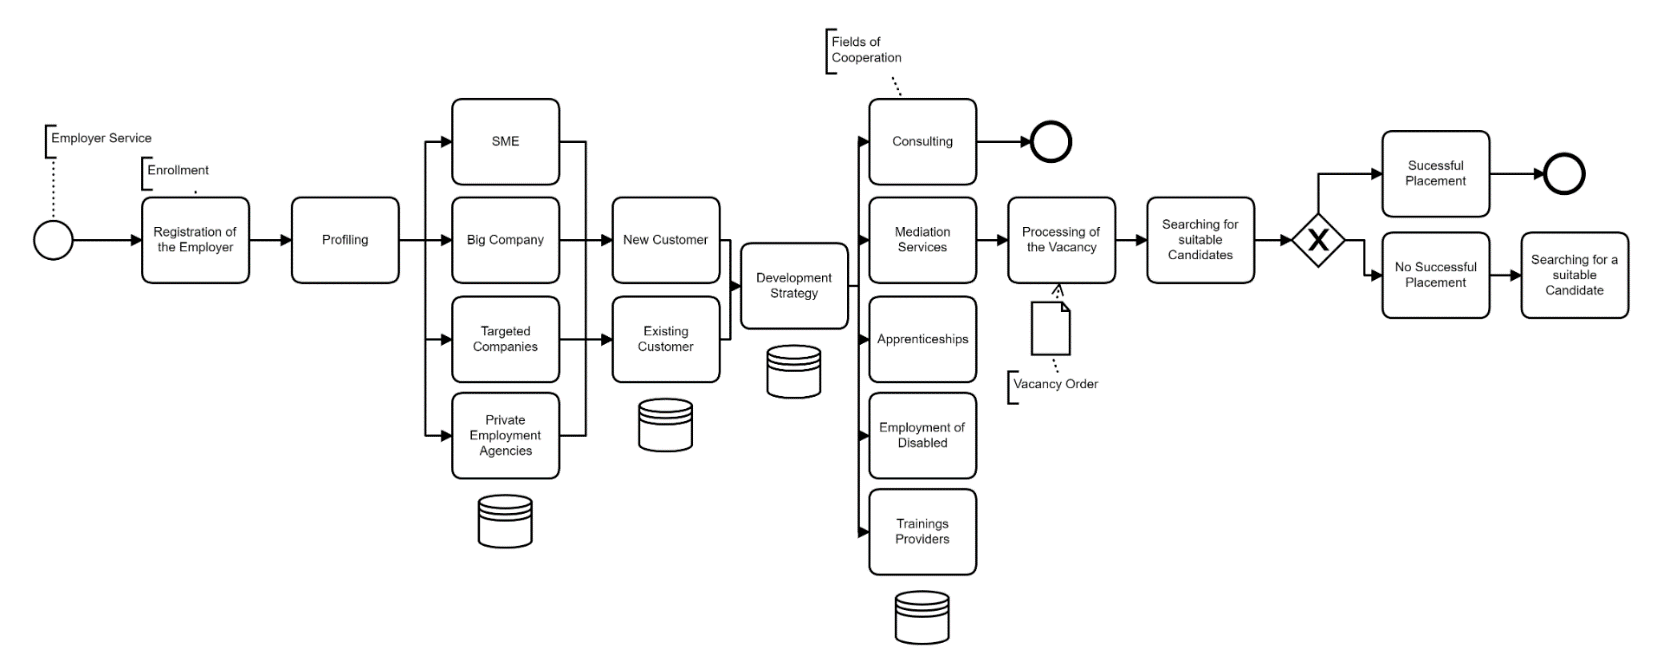 Fields of
Cooperation
Employer Service
Enrollment
Registration of
the Employer
Profiling
SME
Big Company
Targeted
Companies
Private
Employment
Agencies
New Customer
Existing
Customer
Development
Strategy
Consulting
Mediation
Services
Apprenticeships
Employment of
Disabled
Trainings
Providers
Processing of
the Vacancy
Vacancy Order
Searching for
suitable
Candidates
X
Sucessful
Placement
No Successful
Placement
Searching for a
suitable
Candidate